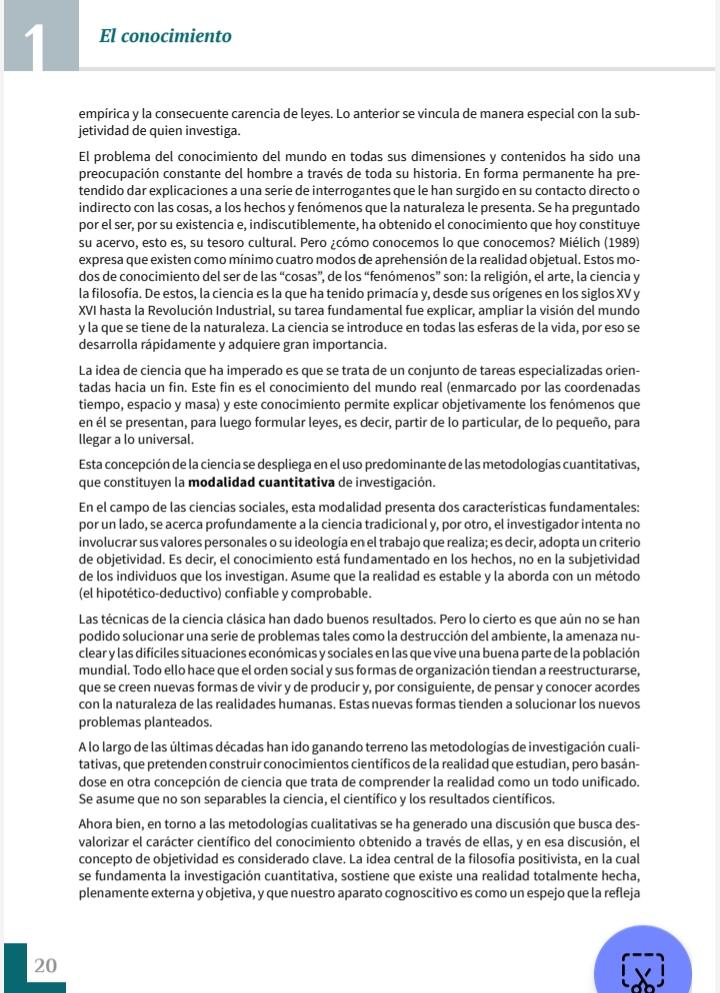 1
El conocimiento
empírica y la consecuente carencia de leyes. Lo anterior se vincula de manera especial con la sub-
jetividad de quien investiga.
El problema del conocimiento del mundo en todas sus dimensiones y contenidos ha sido una
preocupación constante del hombre a través de toda su historia. En forma permanente ha pre-
tendido dar explicaciones a una serie de interrogantes que le han surgido en su contacto directo o
indirecto con las cosas, a los hechos y fenómenos que la naturaleza le presenta. Se ha preguntado
por el ser, por su existencia e, indiscutiblemente, ha obtenido el conocimiento que hoy constituye
su acervo, esto es, su tesoro cultural. Pero ¿cómo conocemos lo que conocemos? Miélich (1989)
expresa que existen como mínimo cuatro modos de aprehensión de la realidad objetual. Estos mo-
dos de conocimiento del ser de las “cosas”, de los “fenómenos” son: la religión, el arte, la ciencia y
la filosofía. De estos, la ciencia es la que ha tenido primacía y, desde sus orígenes en los siglos XV y
XVI hasta la Revolución Industrial, su tarea fundamental fue explicar, ampliar la visión del mundo
y la que se tiene de la naturaleza. La ciencia se introduce en todas las esferas de la vida, por eso se
desarrolla rápidamente y adquiere gran importancia.
La idea de ciencia que ha imperado es que se trata de un conjunto de tareas especializadas orien-
tadas hacia un fin. Este fin es el conocimiento del mundo real (enmarcado por las coordenadas
tiempo, espacio y masa) y este conocimiento permite explicar objetivamente los fenómenos que
en él se presentan, para luego formular leyes, es decir, partir de lo particular, de lo pequeño, para
llegar a lo universal.
Esta concepción de la ciencia se despliega en el uso predominante de las metodologías cuantitativas,
que constituyen la modalidad cuantitativa de investigación.
En el campo de las ciencias sociales, esta modalidad presenta dos características fundamentales:
por un lado, se acerca profundamente a la ciencia tradicional y, por otro, el investigador intenta no
involucrar sus valores personales o su ideología en el trabajo que realiza; es decir, adopta un criterio
de objetividad. Es decir, el conocimiento está fundamentado en los hechos, no en la subjetividad
de los individuos que los investigan. Asume que la realidad es estable y la aborda con un método
(el hipotético-deductivo) confiable y comprobable.
Las técnicas de la ciencia clásica han dado buenos resultados. Pero lo cierto es que aún no se han
podido solucionar una serie de problemas tales como la destrucción del ambiente, la amenaza nu-
clear y las difíciles situaciones económicas y sociales en las que vive una buena parte de la población
mundial. Todo ello hace que el orden social y sus formas de organización tiendan a reestructurarse,
que se creen nuevas formas de vivir y de producir y, por consiguiente, de pensar y conocer acordes
con la naturaleza de las realidades humanas. Estas nuevas formas tienden a solucionar los nuevos
problemas planteados.
A lo largo de las últimas décadas han ido ganando terreno las metodologías de investigación cuali-
tativas, que pretenden construir conocimientos científicos de la realidad que estudian, pero basán-
dose en otra concepción de ciencia que trata de comprender la realidad como un todo unificado.
Se asume que no son separables la ciencia, el científico y los resultados científicos.
Ahora bien, en torno a las metodologías cualitativas se ha generado una discusión que busca des-
valorizar el carácter científico del conocimiento obtenido a través de ellas, y en esa discusión, el
concepto de objetividad es considerado clave. La idea central de la filosofía positivista, en la cual
se fundamenta la investigación cuantitativa, sostiene que existe una realidad totalmente hecha,
plenamente externa y objetiva, y que nuestro aparato cognoscitivo es como un espejo que la refleja
20